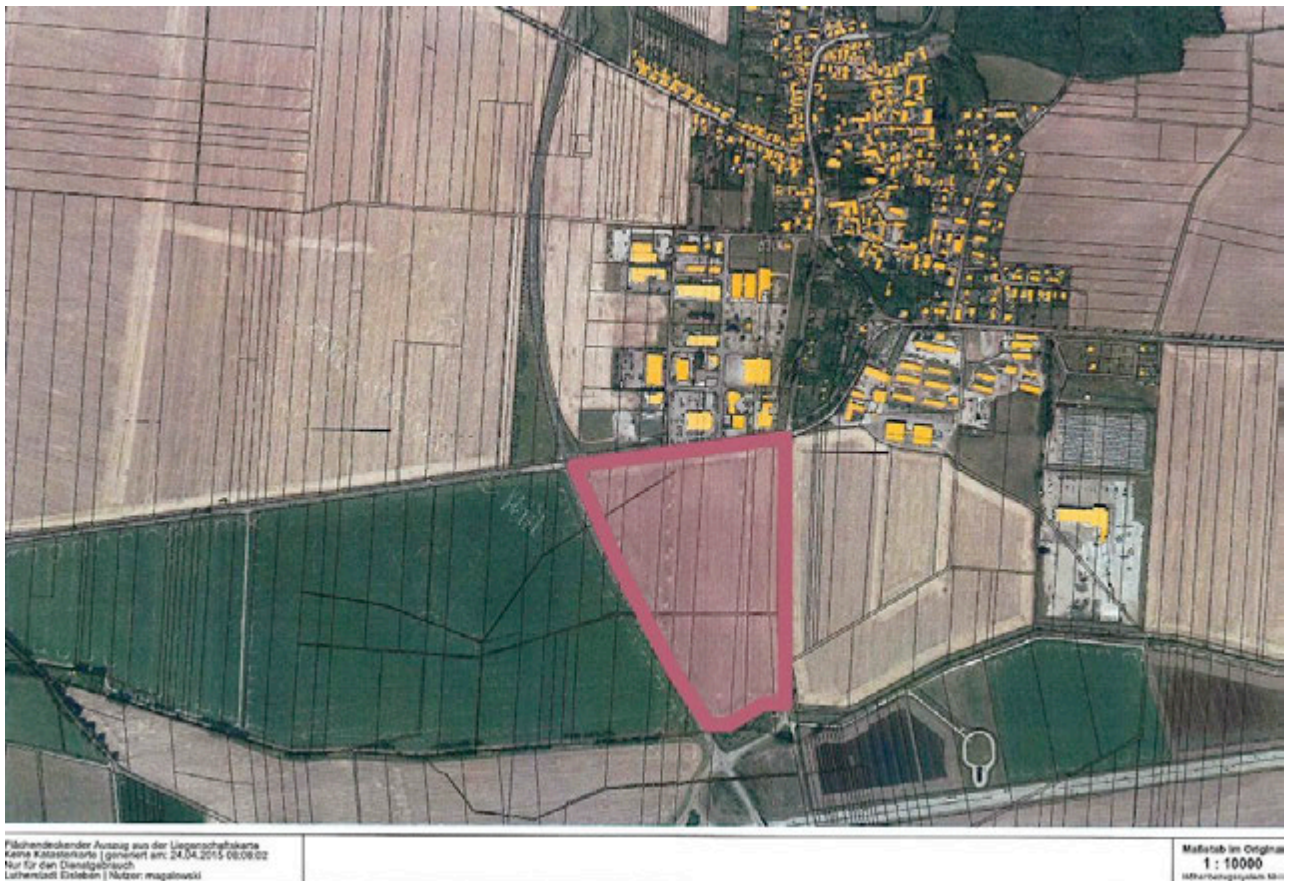 Flächendeckender Auszug aus der Liegenschaftskarte
Keine Katasterkarte | generiert am: 24.04.2015 08:08:02
Nur für den Dienstgebrauch
Lutherstadt Eisleben | Nutzer: magalowski
Maßstab im Original
1 : 10000
Höhenbezugssystem